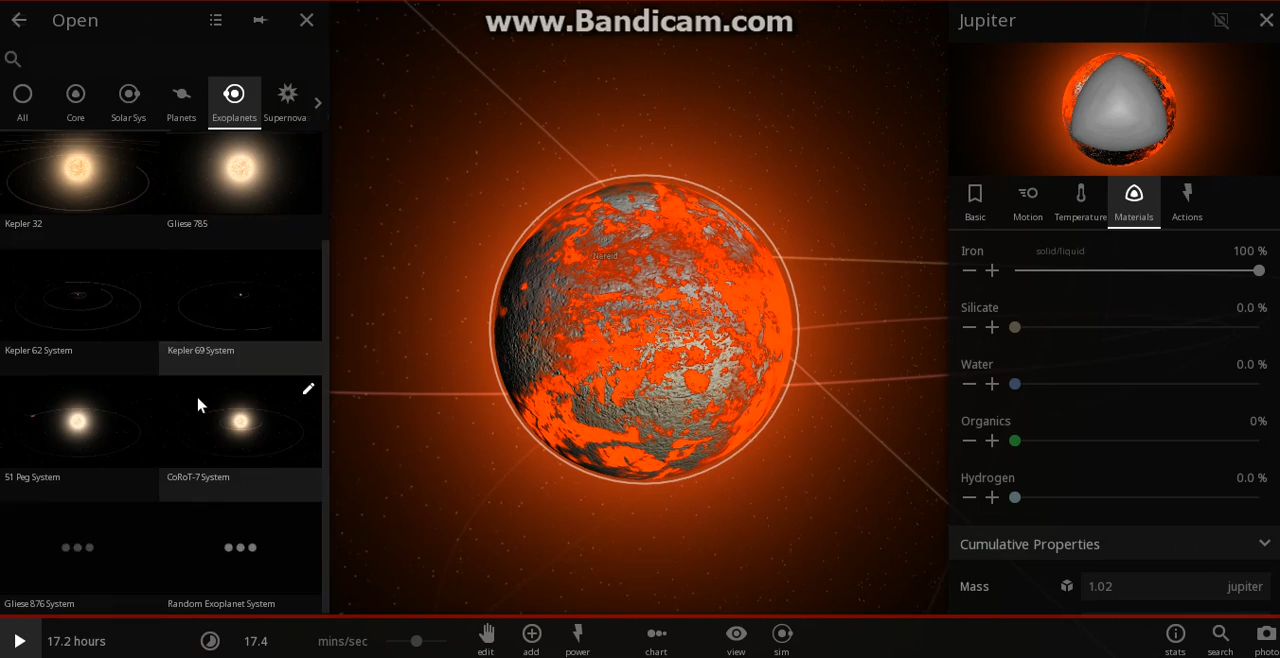 www.Bandicam.com
Open
All
Core
Solar Sys
Planets
Exoplanets
Supernova
Kepler 32
Gliese 785
Kepler 62 System
Kepler 69 System
51 Peg System
CoRoT-7 System
Gliese 876 System
Random Exoplanet System
Nereid
Jupiter
Basic
Motion
Temperature
Materials
Actions
Iron
solid/liquid
100 %
Silicate
0.0 %
Water
0.0 %
Organics
0%
Hydrogen
0.0 %
Cumulative Properties
Mass
1.02
jupiter
17.2 hours
17.4
mins/sec
edit
add
power
chart
view
sim
stats
search
photo